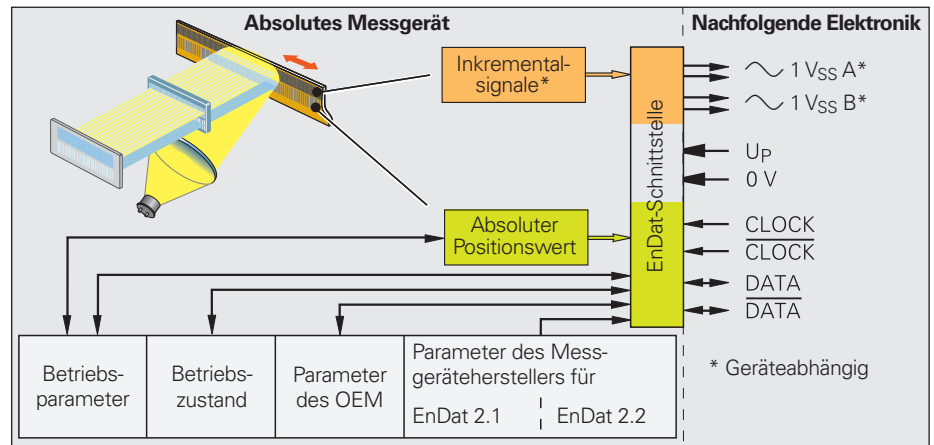 Absolutes Messgerät
Nachfolgende Elektronik
Inkremental-
signale*
1 VSS A*
1 VSS B*
EnDat-Schnittstelle
UP
0 V
Absoluter
Positionswert
CLOCK
CLOCK
DATA
DATA
Betriebs-
parameter
Betriebs-
zustand
Parameter
des OEM
Parameter des Mess-
geräteherstellers für
EnDat 2.1
EnDat 2.2
* Geräteabhängig